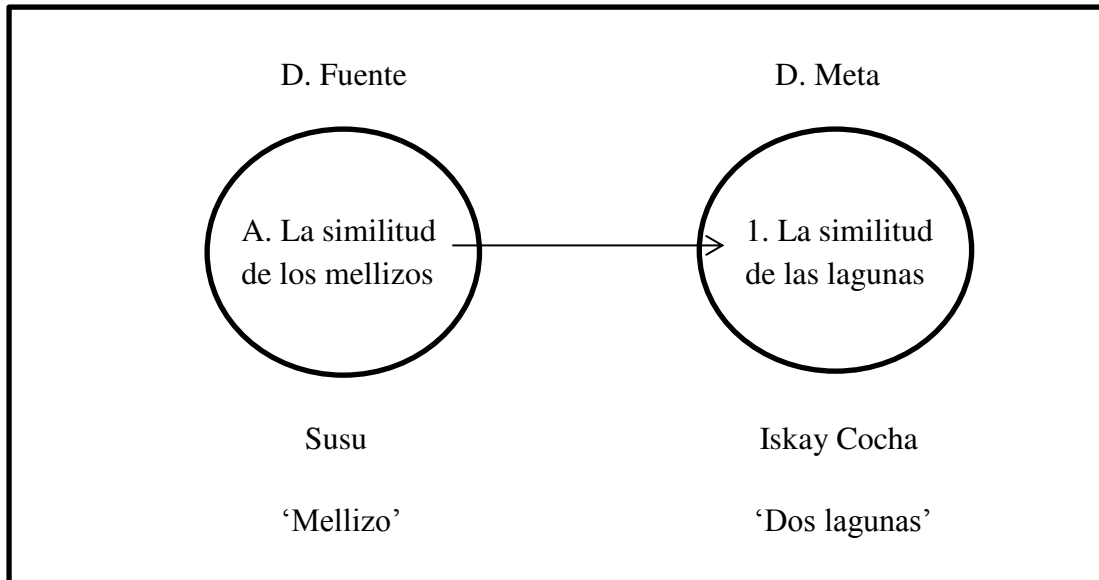 D. Fuente
D. Meta
A. La similitud
de los mellizos
1. La similitud
de las lagunas
Susu
Iskay Cocha
‘Mellizo’
‘Dos lagunas’